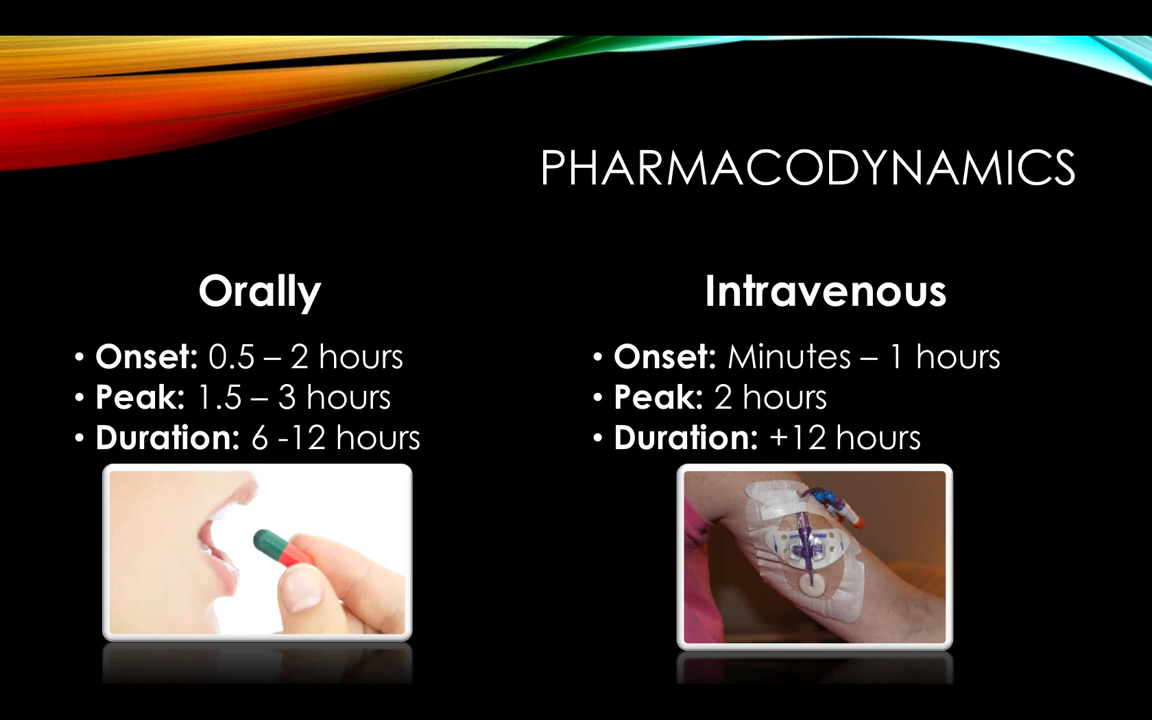 PHARMACODYNAMICS
Orally
• Onset: 0.5 – 2 hours
• Peak: 1.5 – 3 hours
• Duration: 6 -12 hours
Intravenous
• Onset: Minutes – 1 hours
• Peak: 2 hours
• Duration: +12 hours